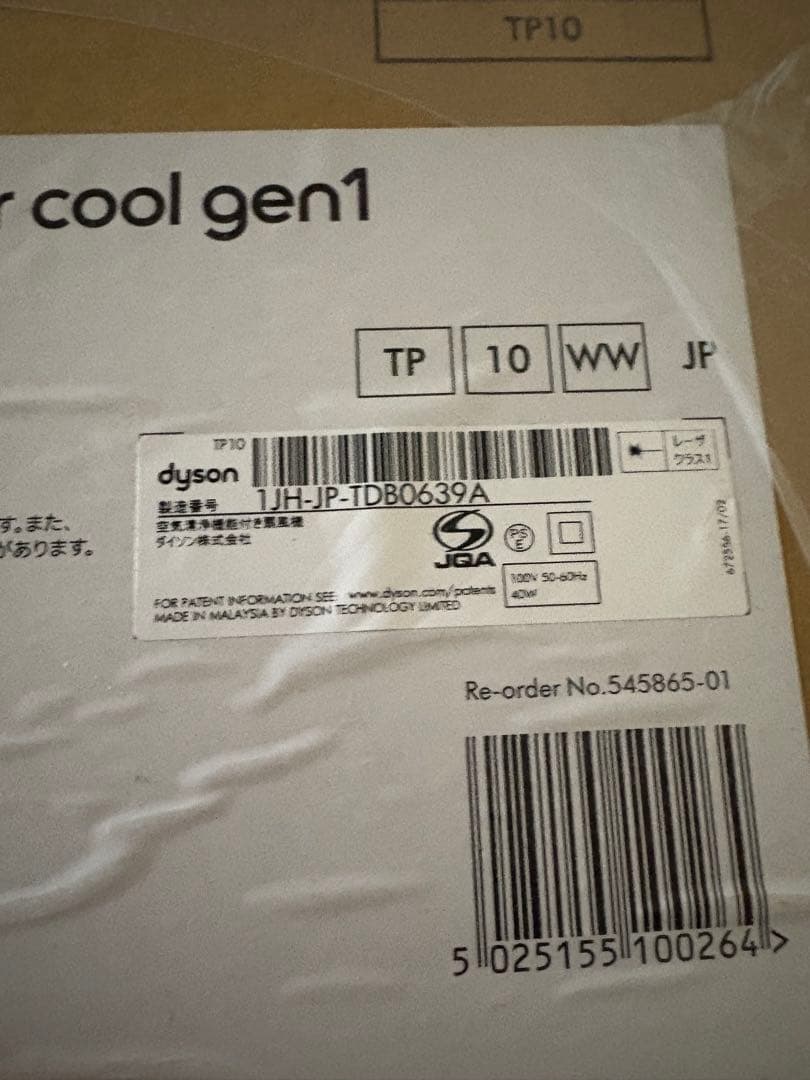 TP10
r cool gen1
TP 10 WW JP
TP10
dyson
レーザ
クラス1
製造番号 1JH-JP-TDB0639A
空気清浄機能付き扇風機
ダイソン株式会社
す。また、
があります。
JQA
PS
E
100V 50-60Hz
40W
672556-17/02
FOR PATENT INFORMATION SEE: www.dyson.com/patents
MADE IN MALAYSIA BY DYSON TECHNOLOGY LIMITED
Re-order No.545865-01
5 025155 100264 >